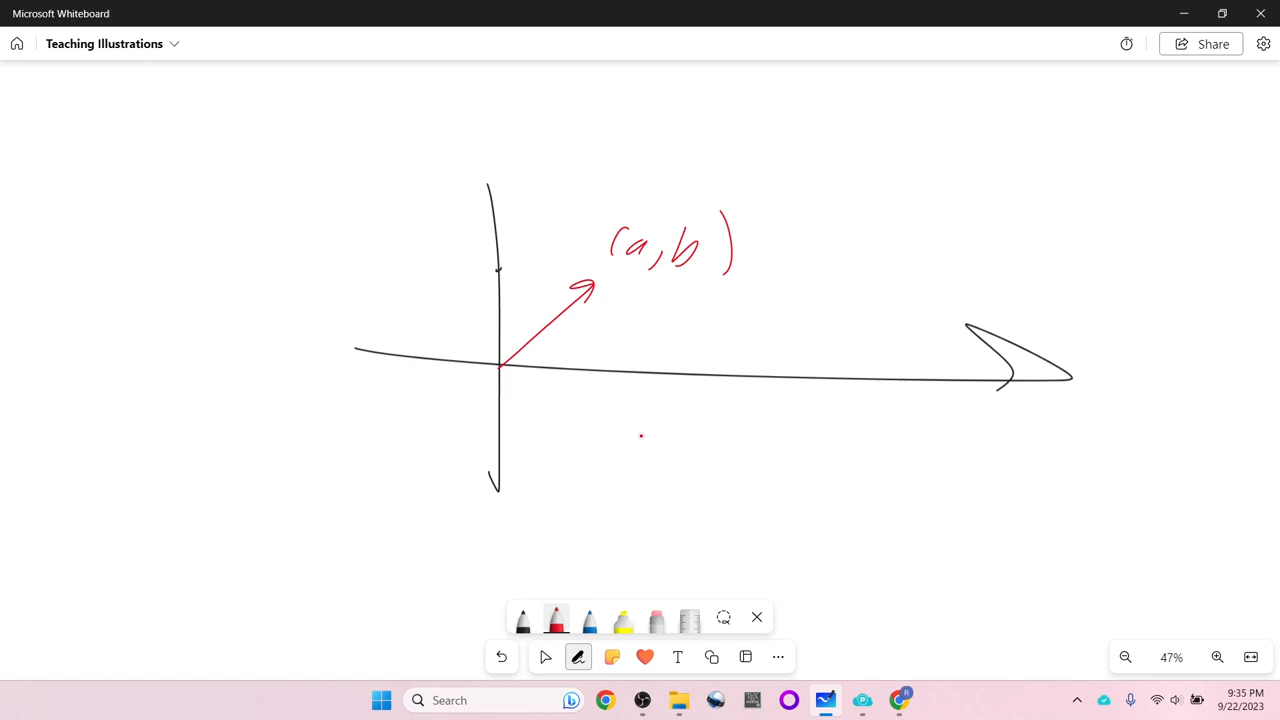 Microsoft Whiteboard
Teaching Illustrations
Share
(a, b)
47%
Search
9:35 PM
9/22/2023